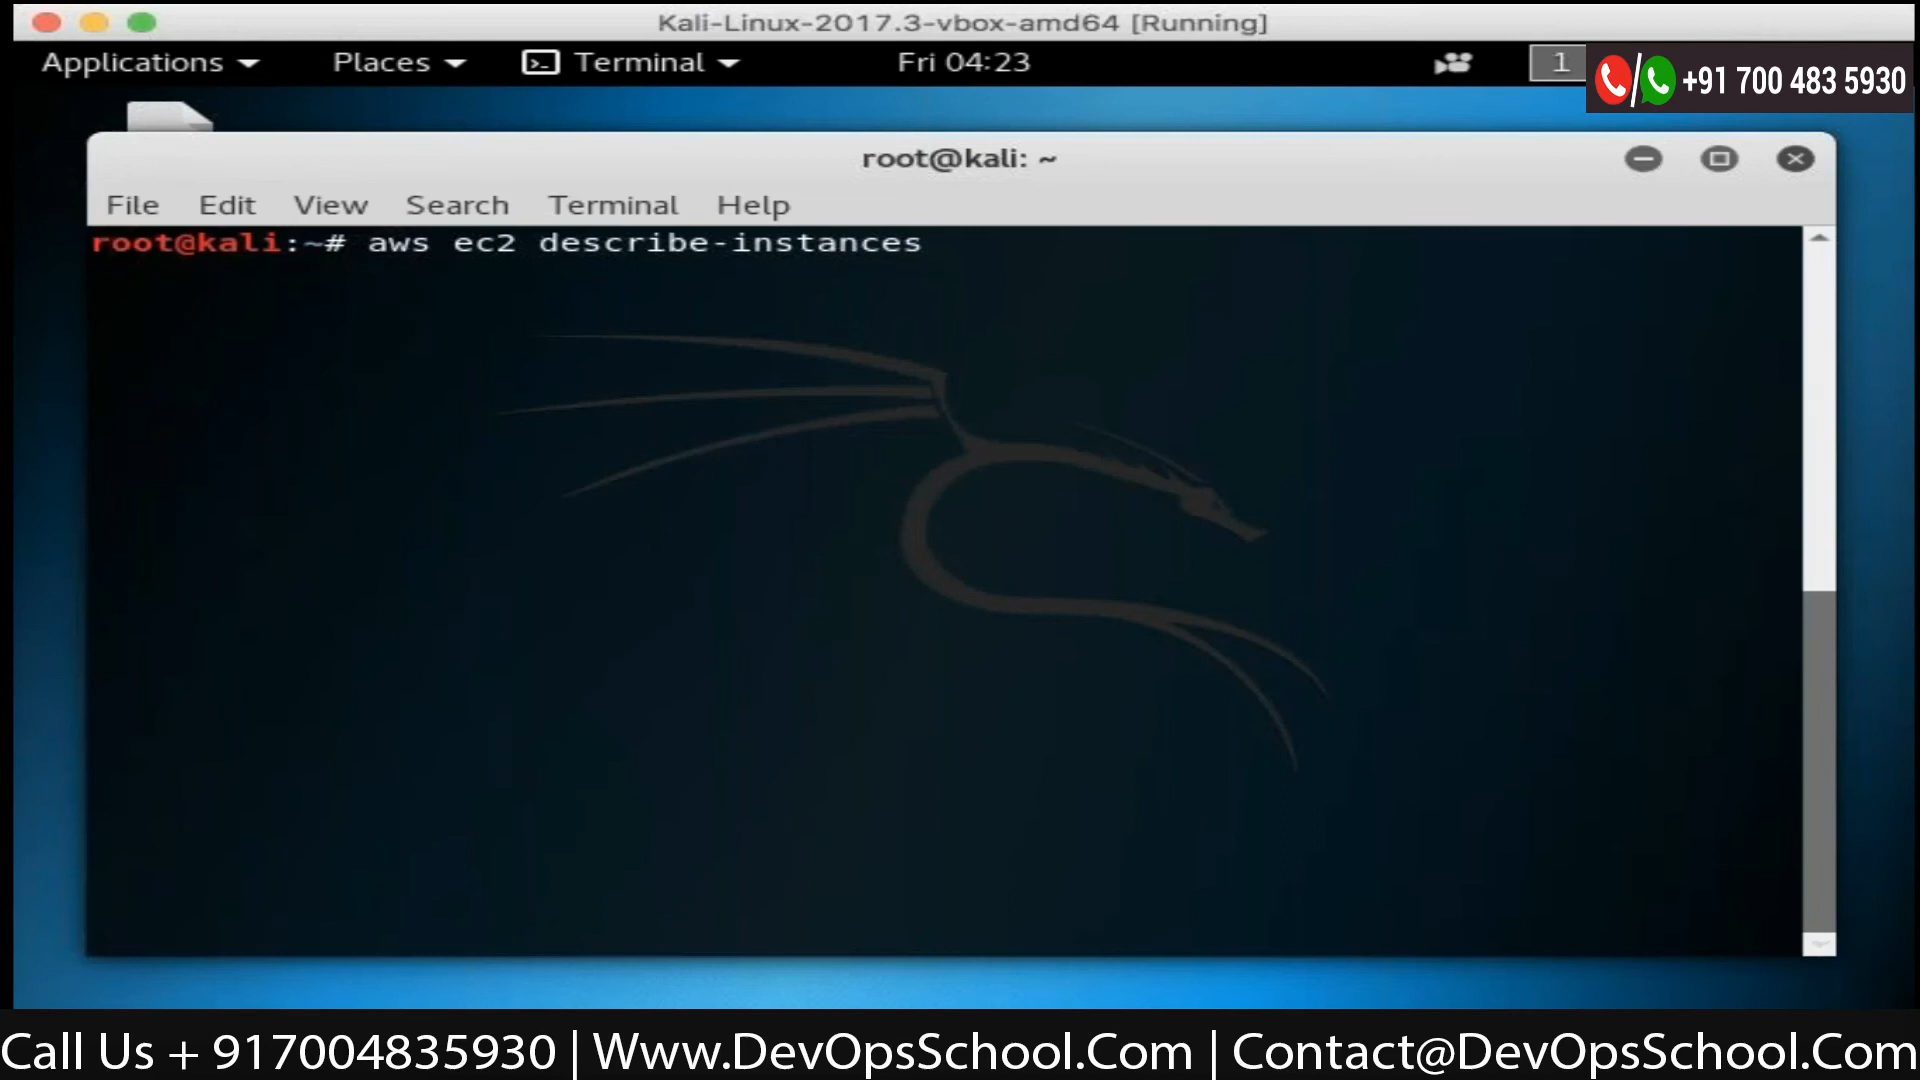 Kali-Linux-2017.3-vbox-amd64 [Running]
Applications Places Terminal Fri 04:23 1
+91 700 483 5930
root@kali: ~
File Edit View Search Terminal Help
root@kali:~# aws ec2 describe-instances
Call Us + 917004835930 | Www.DevOpsSchool.Com | Contact@DevOpsSchool.Com